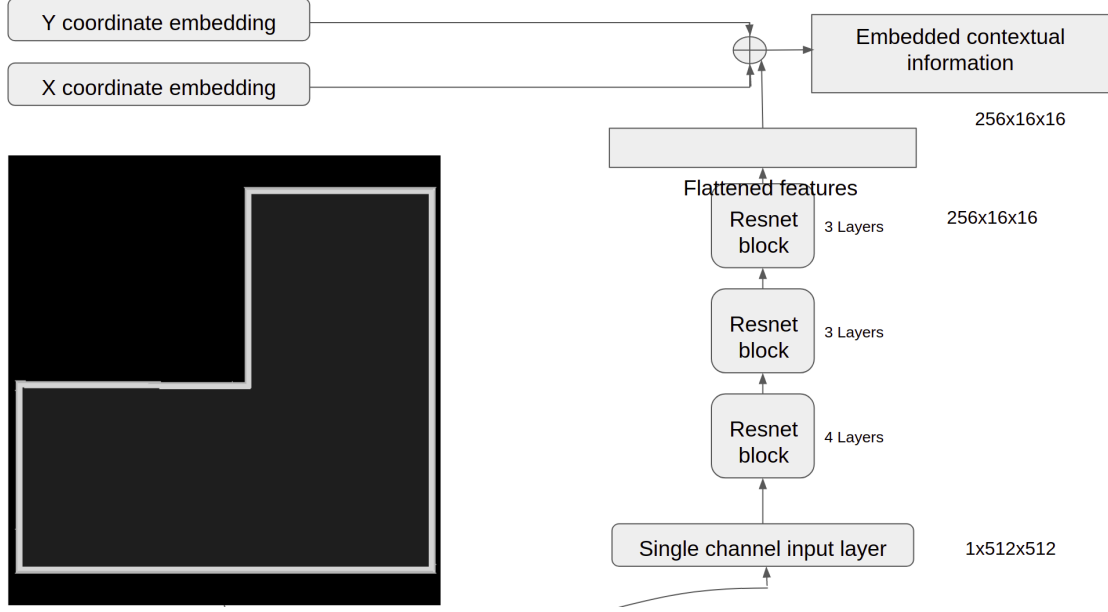 Y coordinate embedding
X coordinate embedding
Embedded contextual
information
256x16x16
Flattened features
256x16x16
Resnet
block
3 Layers
Resnet
block
3 Layers
Resnet
block
4 Layers
Single channel input layer
1x512x512